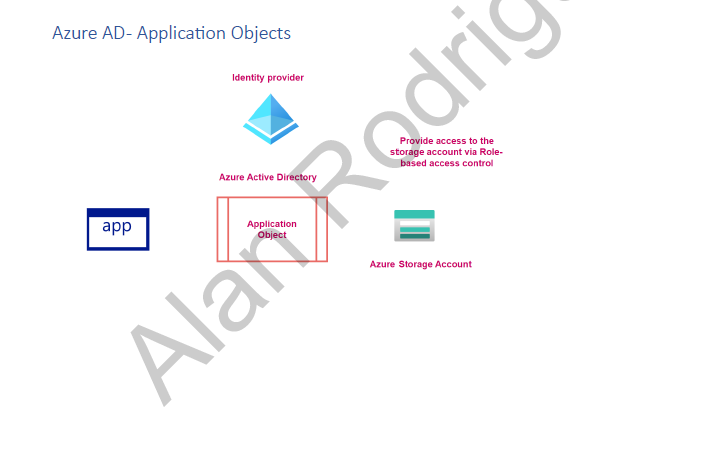 Azure AD- Application Objects
Identity provider
Provide access to the
storage account via Role-
based access control
Azure Active Directory
app
Application
Object
Azure Storage Account
Alan